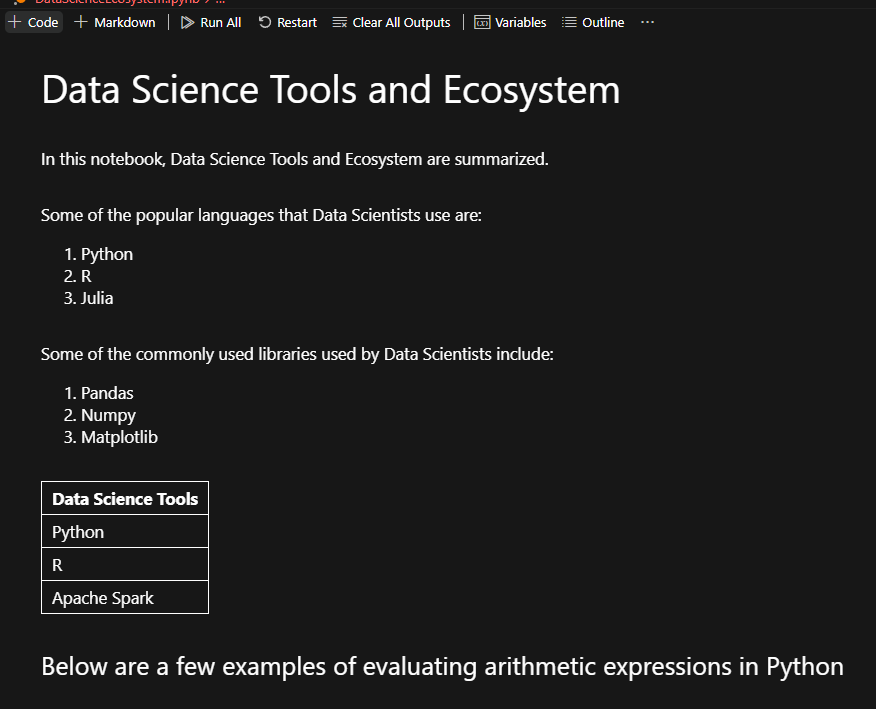 DataScienceEcosystem.ipynb > ...
+ Code + Markdown | Run All Restart Clear All Outputs | Variables Outline ...
Data Science Tools and Ecosystem
In this notebook, Data Science Tools and Ecosystem are summarized.
Some of the popular languages that Data Scientists use are:
1. Python
2. R
3. Julia
Some of the commonly used libraries used by Data Scientists include:
1. Pandas
2. Numpy
3. Matplotlib
Data Science Tools
Python
R
Apache Spark
Below are a few examples of evaluating arithmetic expressions in Python